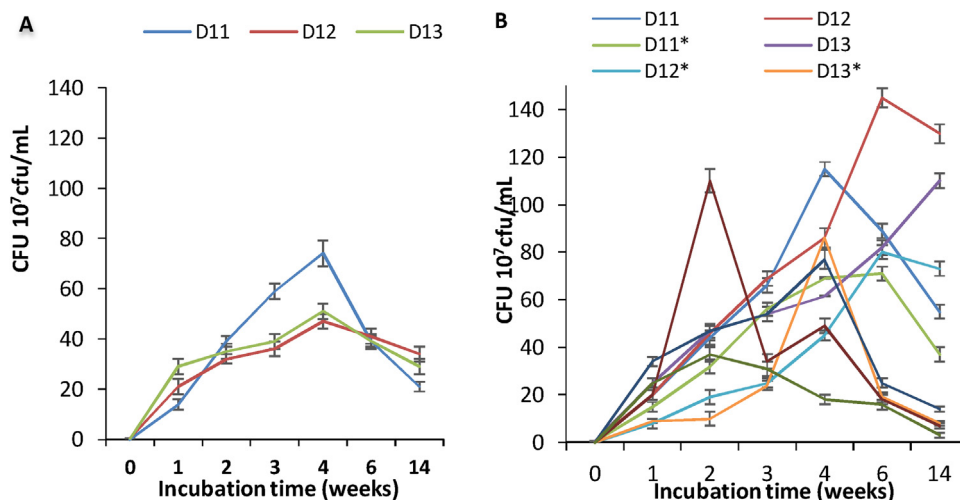 A
D11 D12 D13
CFU 10⁷cfu/mL
140
120
100
80
60
40
20
0
0 1 2 3 4 6 14
Incubation time (weeks)
B
D11 D12
D11* D13
D12* D13*
CFU 10⁷cfu/mL
140
120
100
80
60
40
20
0
0 1 2 3 4 6 14
Incubation time (weeks)